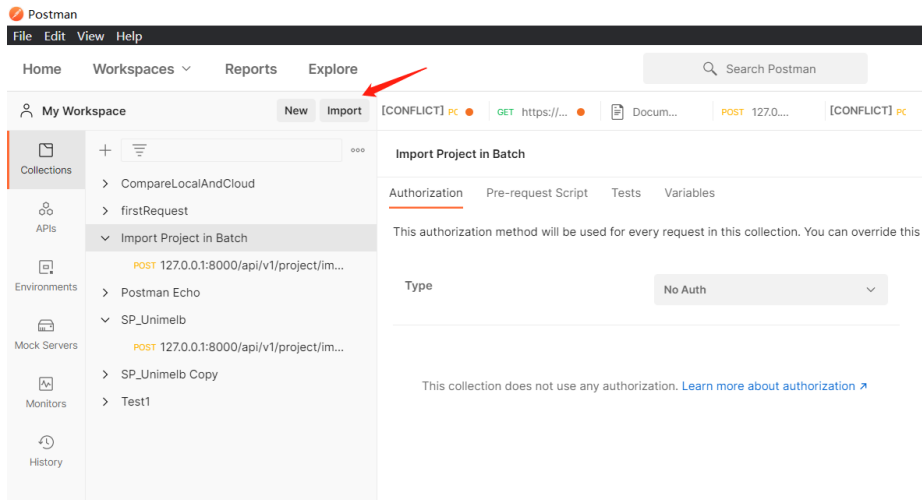 Postman
File Edit View Help
Home Workspaces Reports Explore Search Postman
My Workspace New Import [CONFLICT] PC GET https://... Docum... POST 127.0.... [CONFLICT] PC
Collections
APIs
Environments
Mock Servers
Monitors
History
CompareLocalAndCloud
firstRequest
Import Project in Batch
POST 127.0.0.1:8000/api/v1/project/im...
Postman Echo
SP_Unimelb
POST 127.0.0.1:8000/api/v1/project/im...
SP_Unimelb Copy
Test1
Import Project in Batch
Authorization Pre-request Script Tests Variables
This authorization method will be used for every request in this collection. You can override this
Type No Auth
This collection does not use any authorization. Learn more about authorization ↗